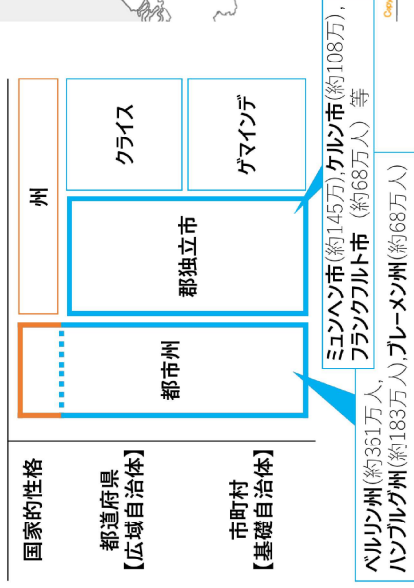 国家的性格
都道府県
【広域自治体】
市町村
【基礎自治体】
都市州
州
郡独立市
クライス
ゲマインデ
ベルリン州(約361万人,
ハンブルグ州(約183万人),ブレーメン州(約68万人)
ミュンヘン市(約145万),ケルン市(約108万),
フランクフルト市 (約68万人) 等